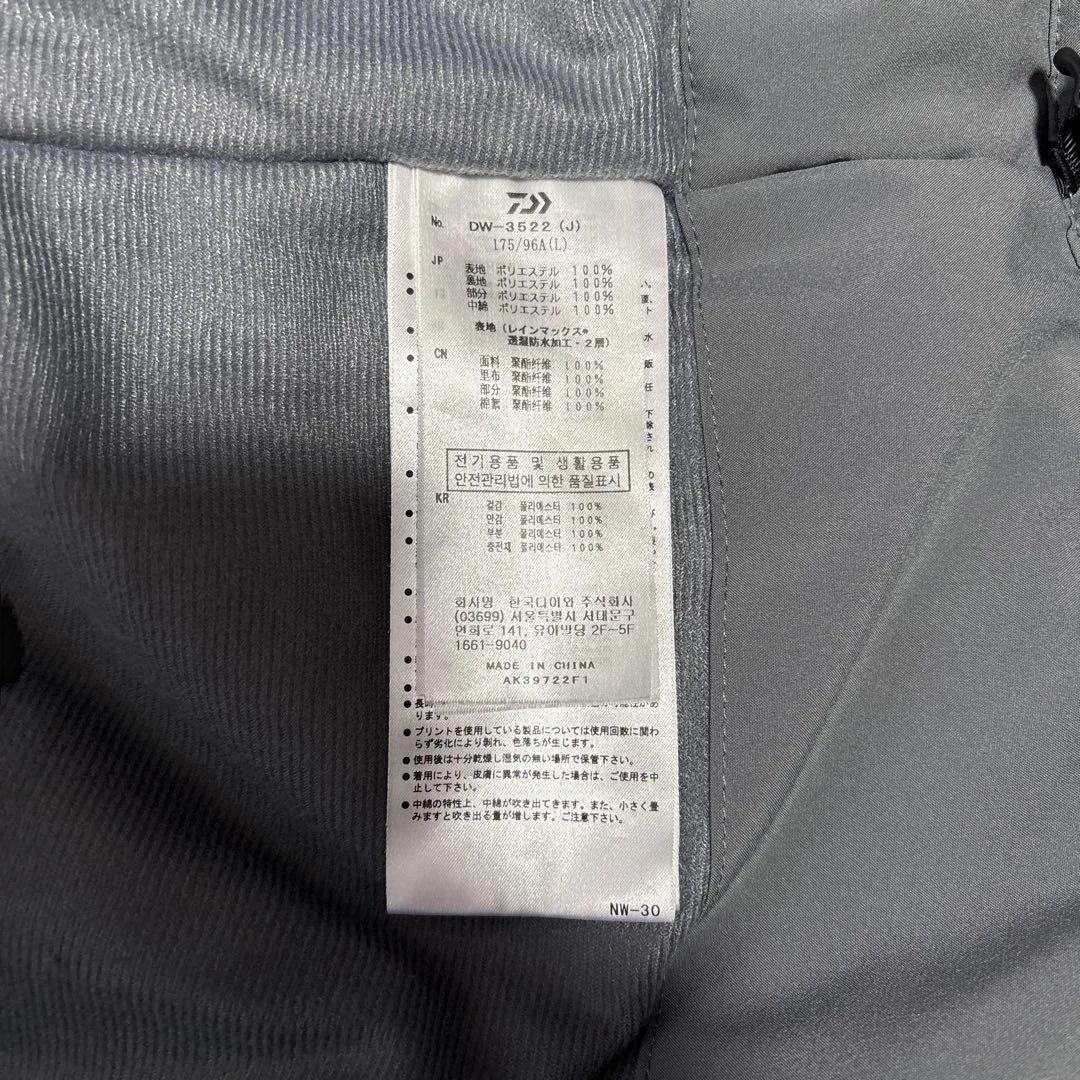 No. DW-3522 (J)
175/96A(L)
JP
表地 ポリエステル 100%
裏地 ポリエステル 100%
部分 ポリエステル 100%
中綿 ポリエステル 100%
表地 (レインマックス®
透湿防水加工・2層)
CN
面料 聚酯纤维 100%
里布 聚酯纤维 100%
部分 聚酯纤维 100%
棉絮 聚酯纤维 100%
전기용품 및 생활용품
안전관리법에 의한 품질표시
KR
겉감 폴리에스터 100%
안감 폴리에스터 100%
부분 폴리에스터 100%
충전재 폴리에스터 100%
회사명 한국다이와 주식회사
(03699) 서울특별시 서대문구
연희로 141, 유아빌딩 2F-5F
1661-9040
MADE IN CHINA
AK39722F1
ります。
●プリントを使用している製品については使用回数に関わ
らず劣化により剥れ、色落ちが生じます。
●使用後は十分乾燥し湿気の無い場所で保管下さい。
●着用により、皮膚に異常が発生した場合は、ご使用を中
止して下さい。
●中綿の特性上、中綿が吹き出てきます。また、小さく畳
みますと吹き出る量が増します。ご注意下さい。
NW-30